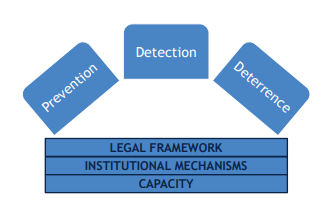 Prevention
Detection
Deterrence
LEGAL FRAMEWORK
INSTITUTIONAL MECHANISMS
CAPACITY